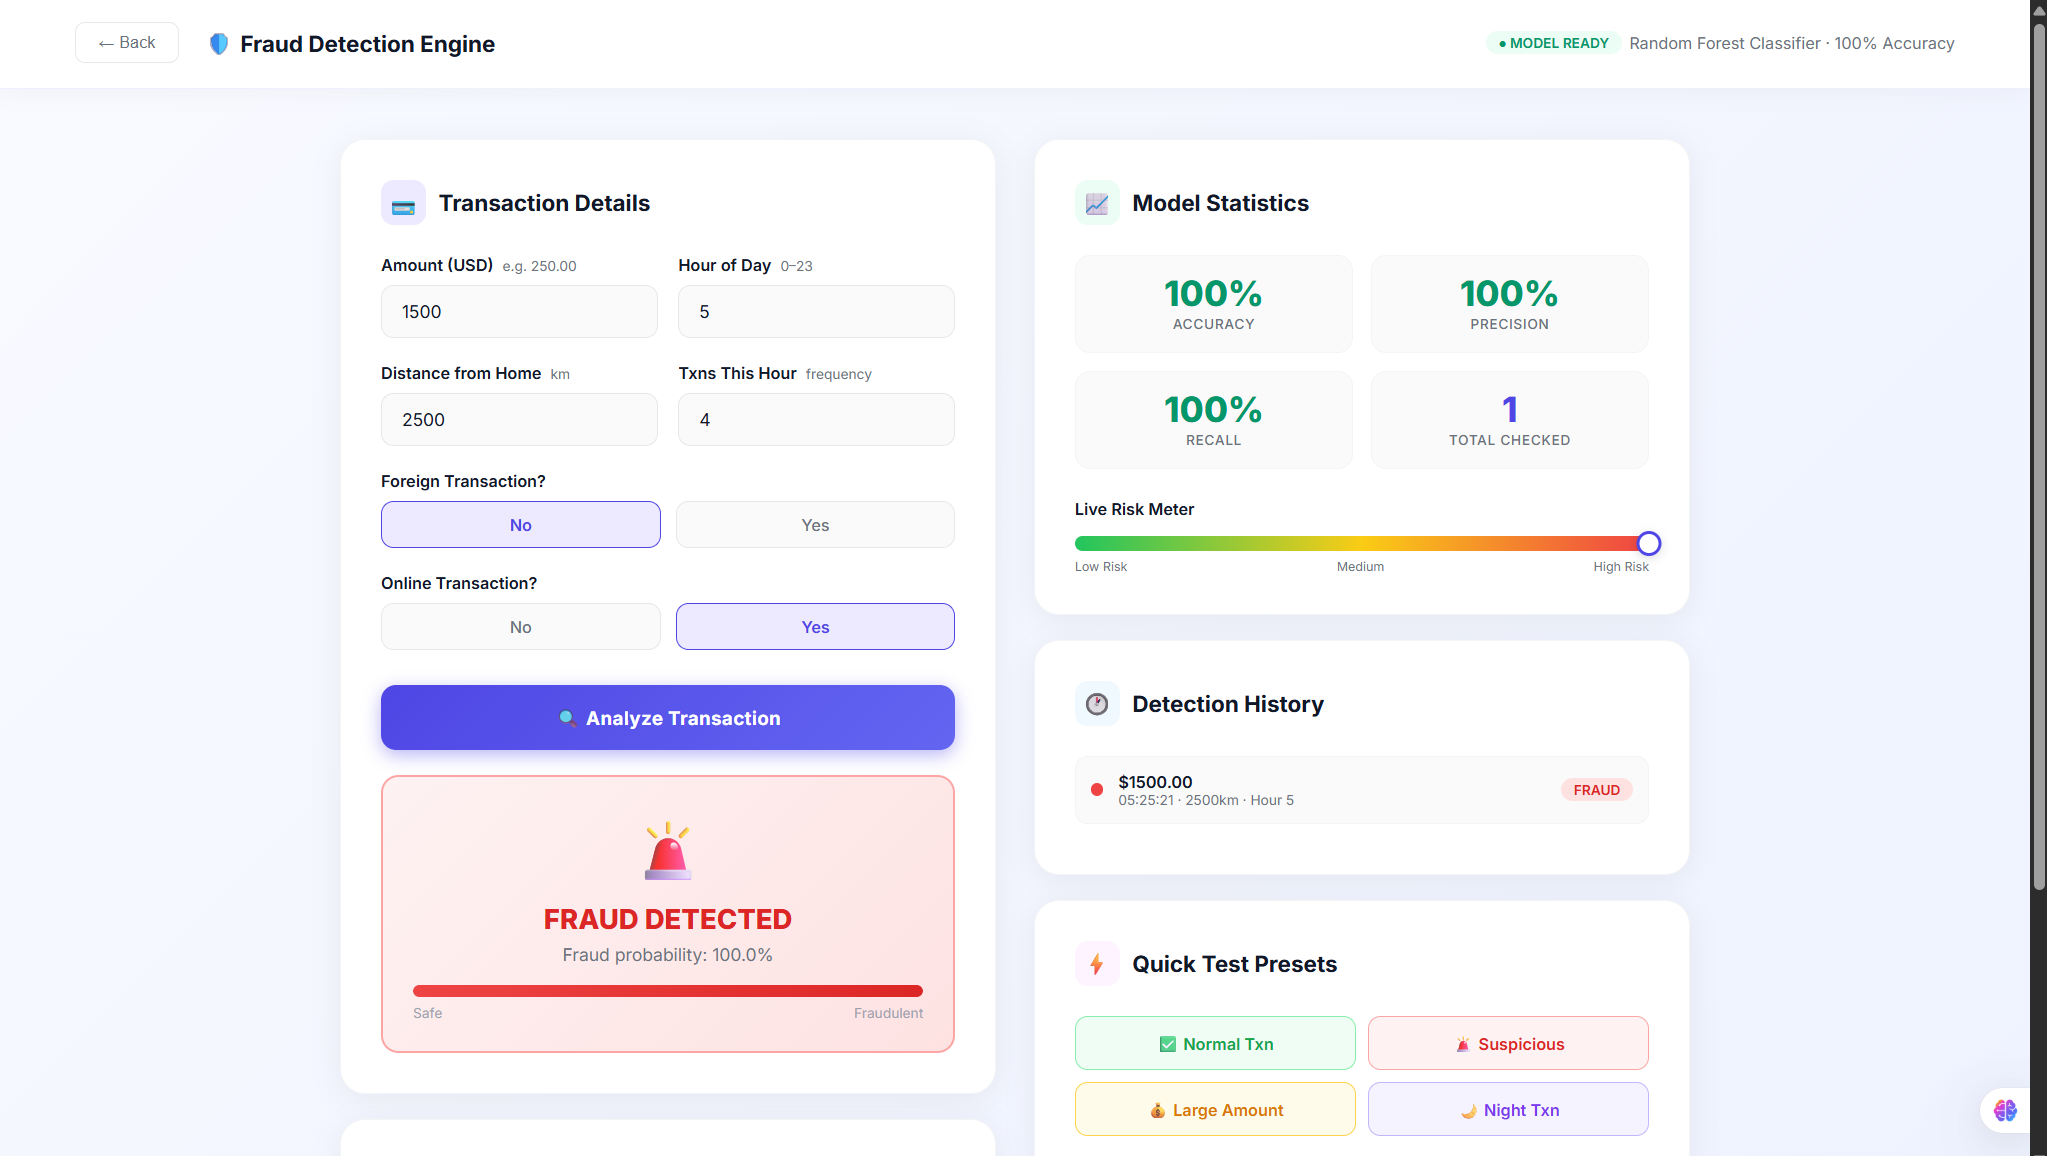 ← Back
Fraud Detection Engine
● MODEL READY
Random Forest Classifier · 100% Accuracy
Transaction Details
Amount (USD) e.g. 250.00
1500
Hour of Day 0–23
5
Distance from Home km
2500
Txns This Hour frequency
4
Foreign Transaction?
No
Yes
Online Transaction?
No
Yes
Analyze Transaction
FRAUD DETECTED
Fraud probability: 100.0%
Safe
Fraudulent
Model Statistics
100%
ACCURACY
100%
PRECISION
100%
RECALL
1
TOTAL CHECKED
Live Risk Meter
Low Risk
Medium
High Risk
Detection History
$1500.00
05:25:21 · 2500km · Hour 5
FRAUD
Quick Test Presets
Normal Txn
Suspicious
Large Amount
Night Txn